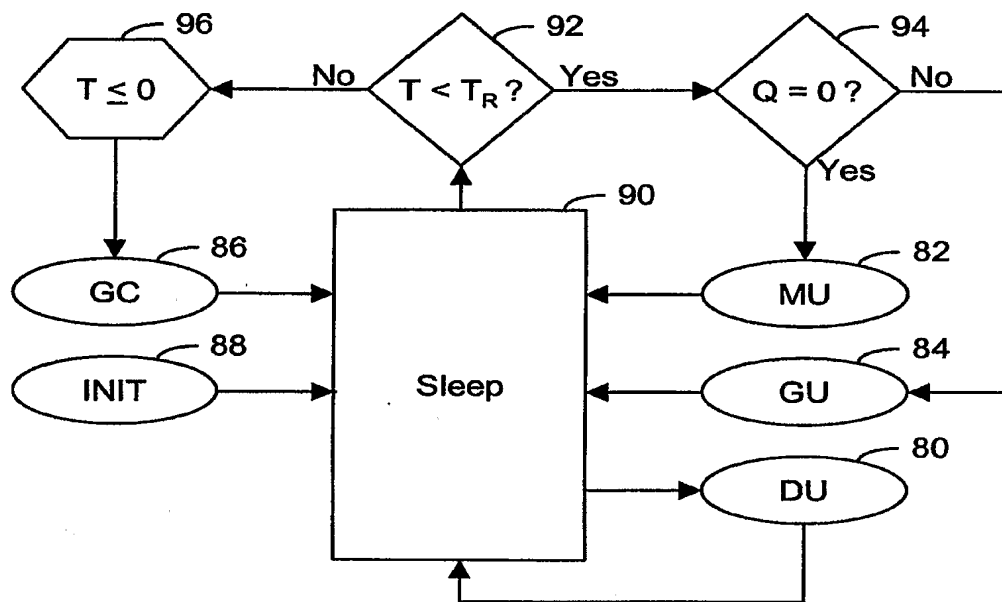 96
92
94
T ≤ 0
No
T < T_R ?
Yes
Q = 0 ?
No
Yes
90
86
GC
82
MU
88
INIT
Sleep
84
GU
80
DU